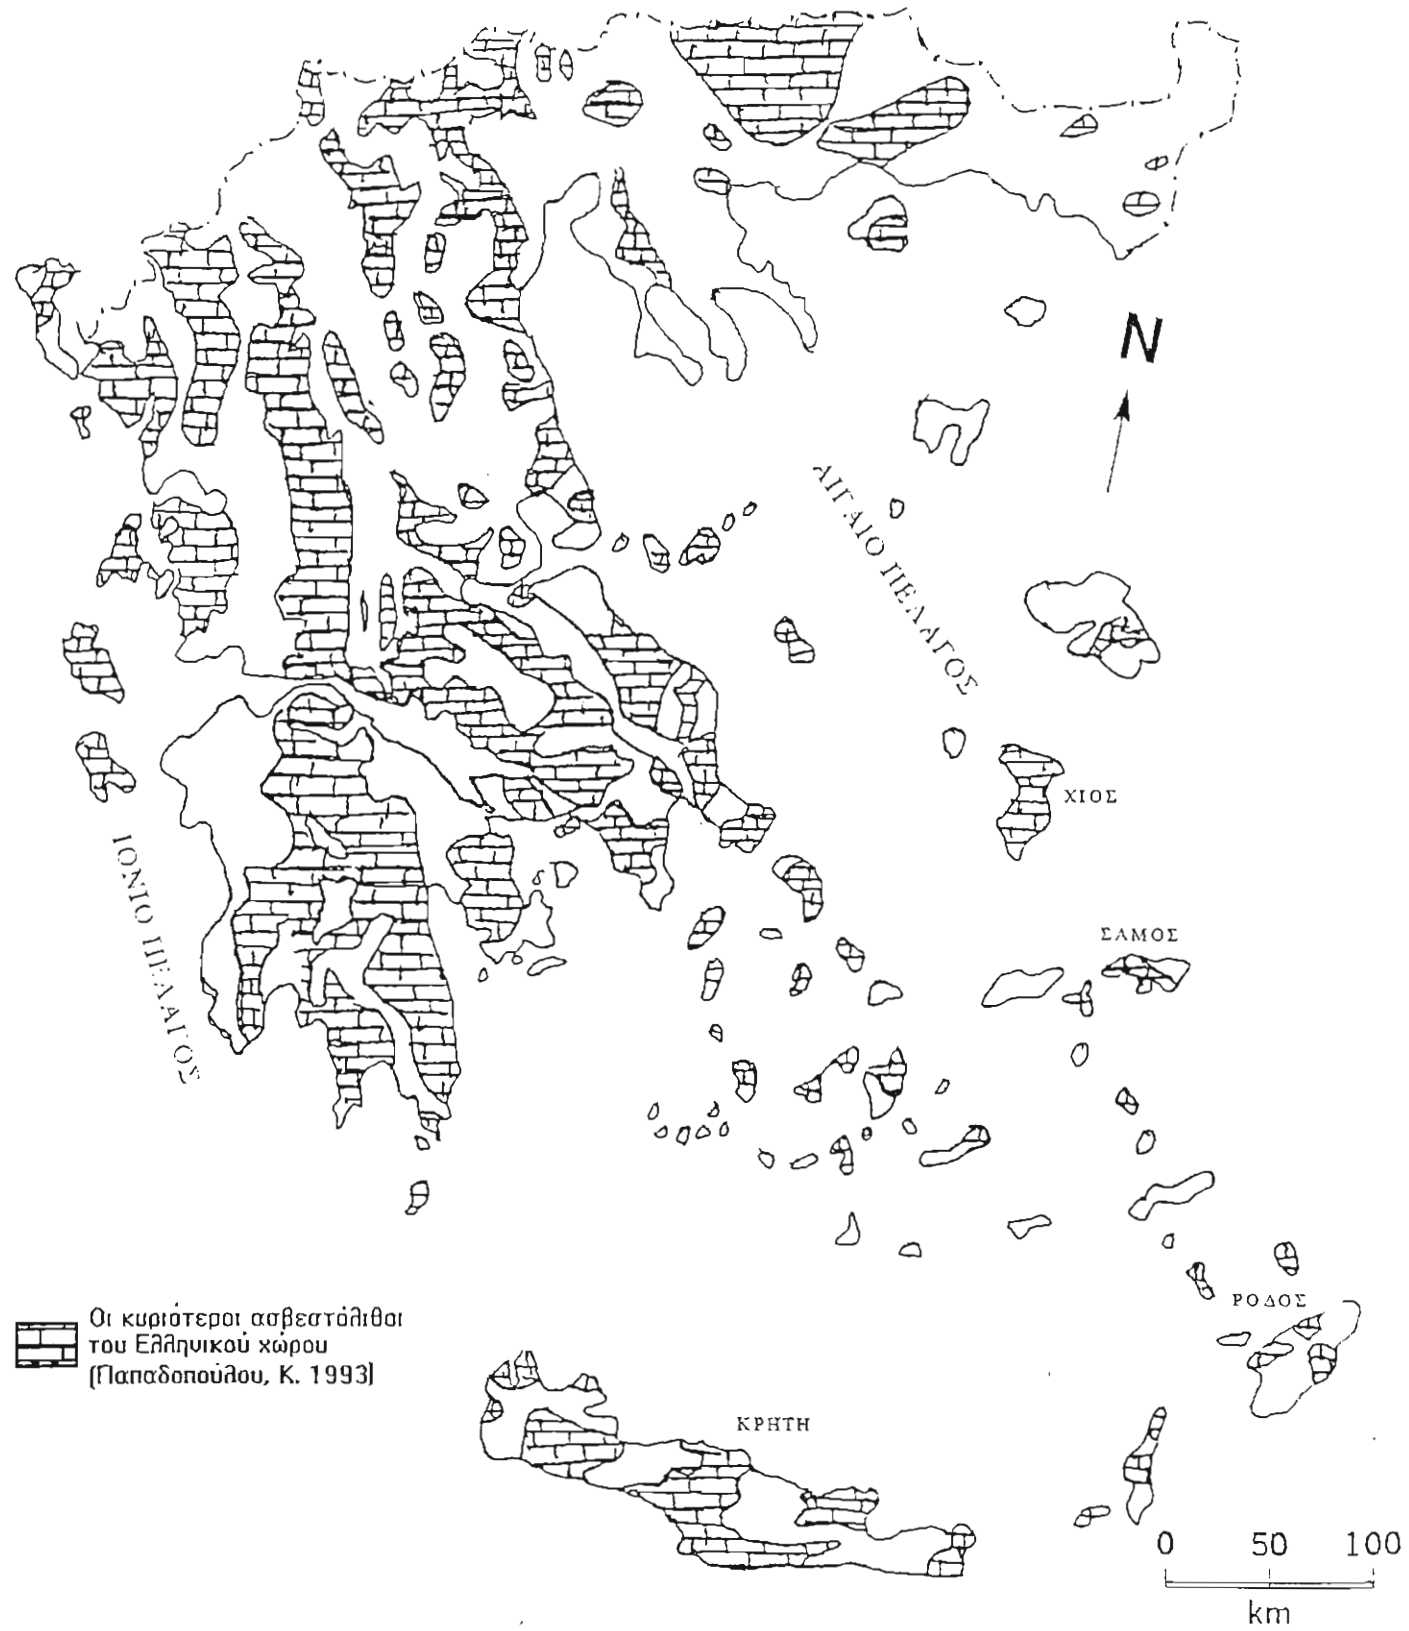 N
ΑΙΓΑΙΟ ΠΕΛΑΓΟΣ
ΧΙΟΣ
ΙΟΝΙΟ ΠΕΛΑΓΟΣ
ΣΑΜΟΣ
ΡΟΔΟΣ
Οι κυριότεροι ασβεστόλιθοι
του Ελληνικού χώρου
(Παπαδοπούλου, Κ. 1993)
ΚΡΗΤΗ
0 50 100
km